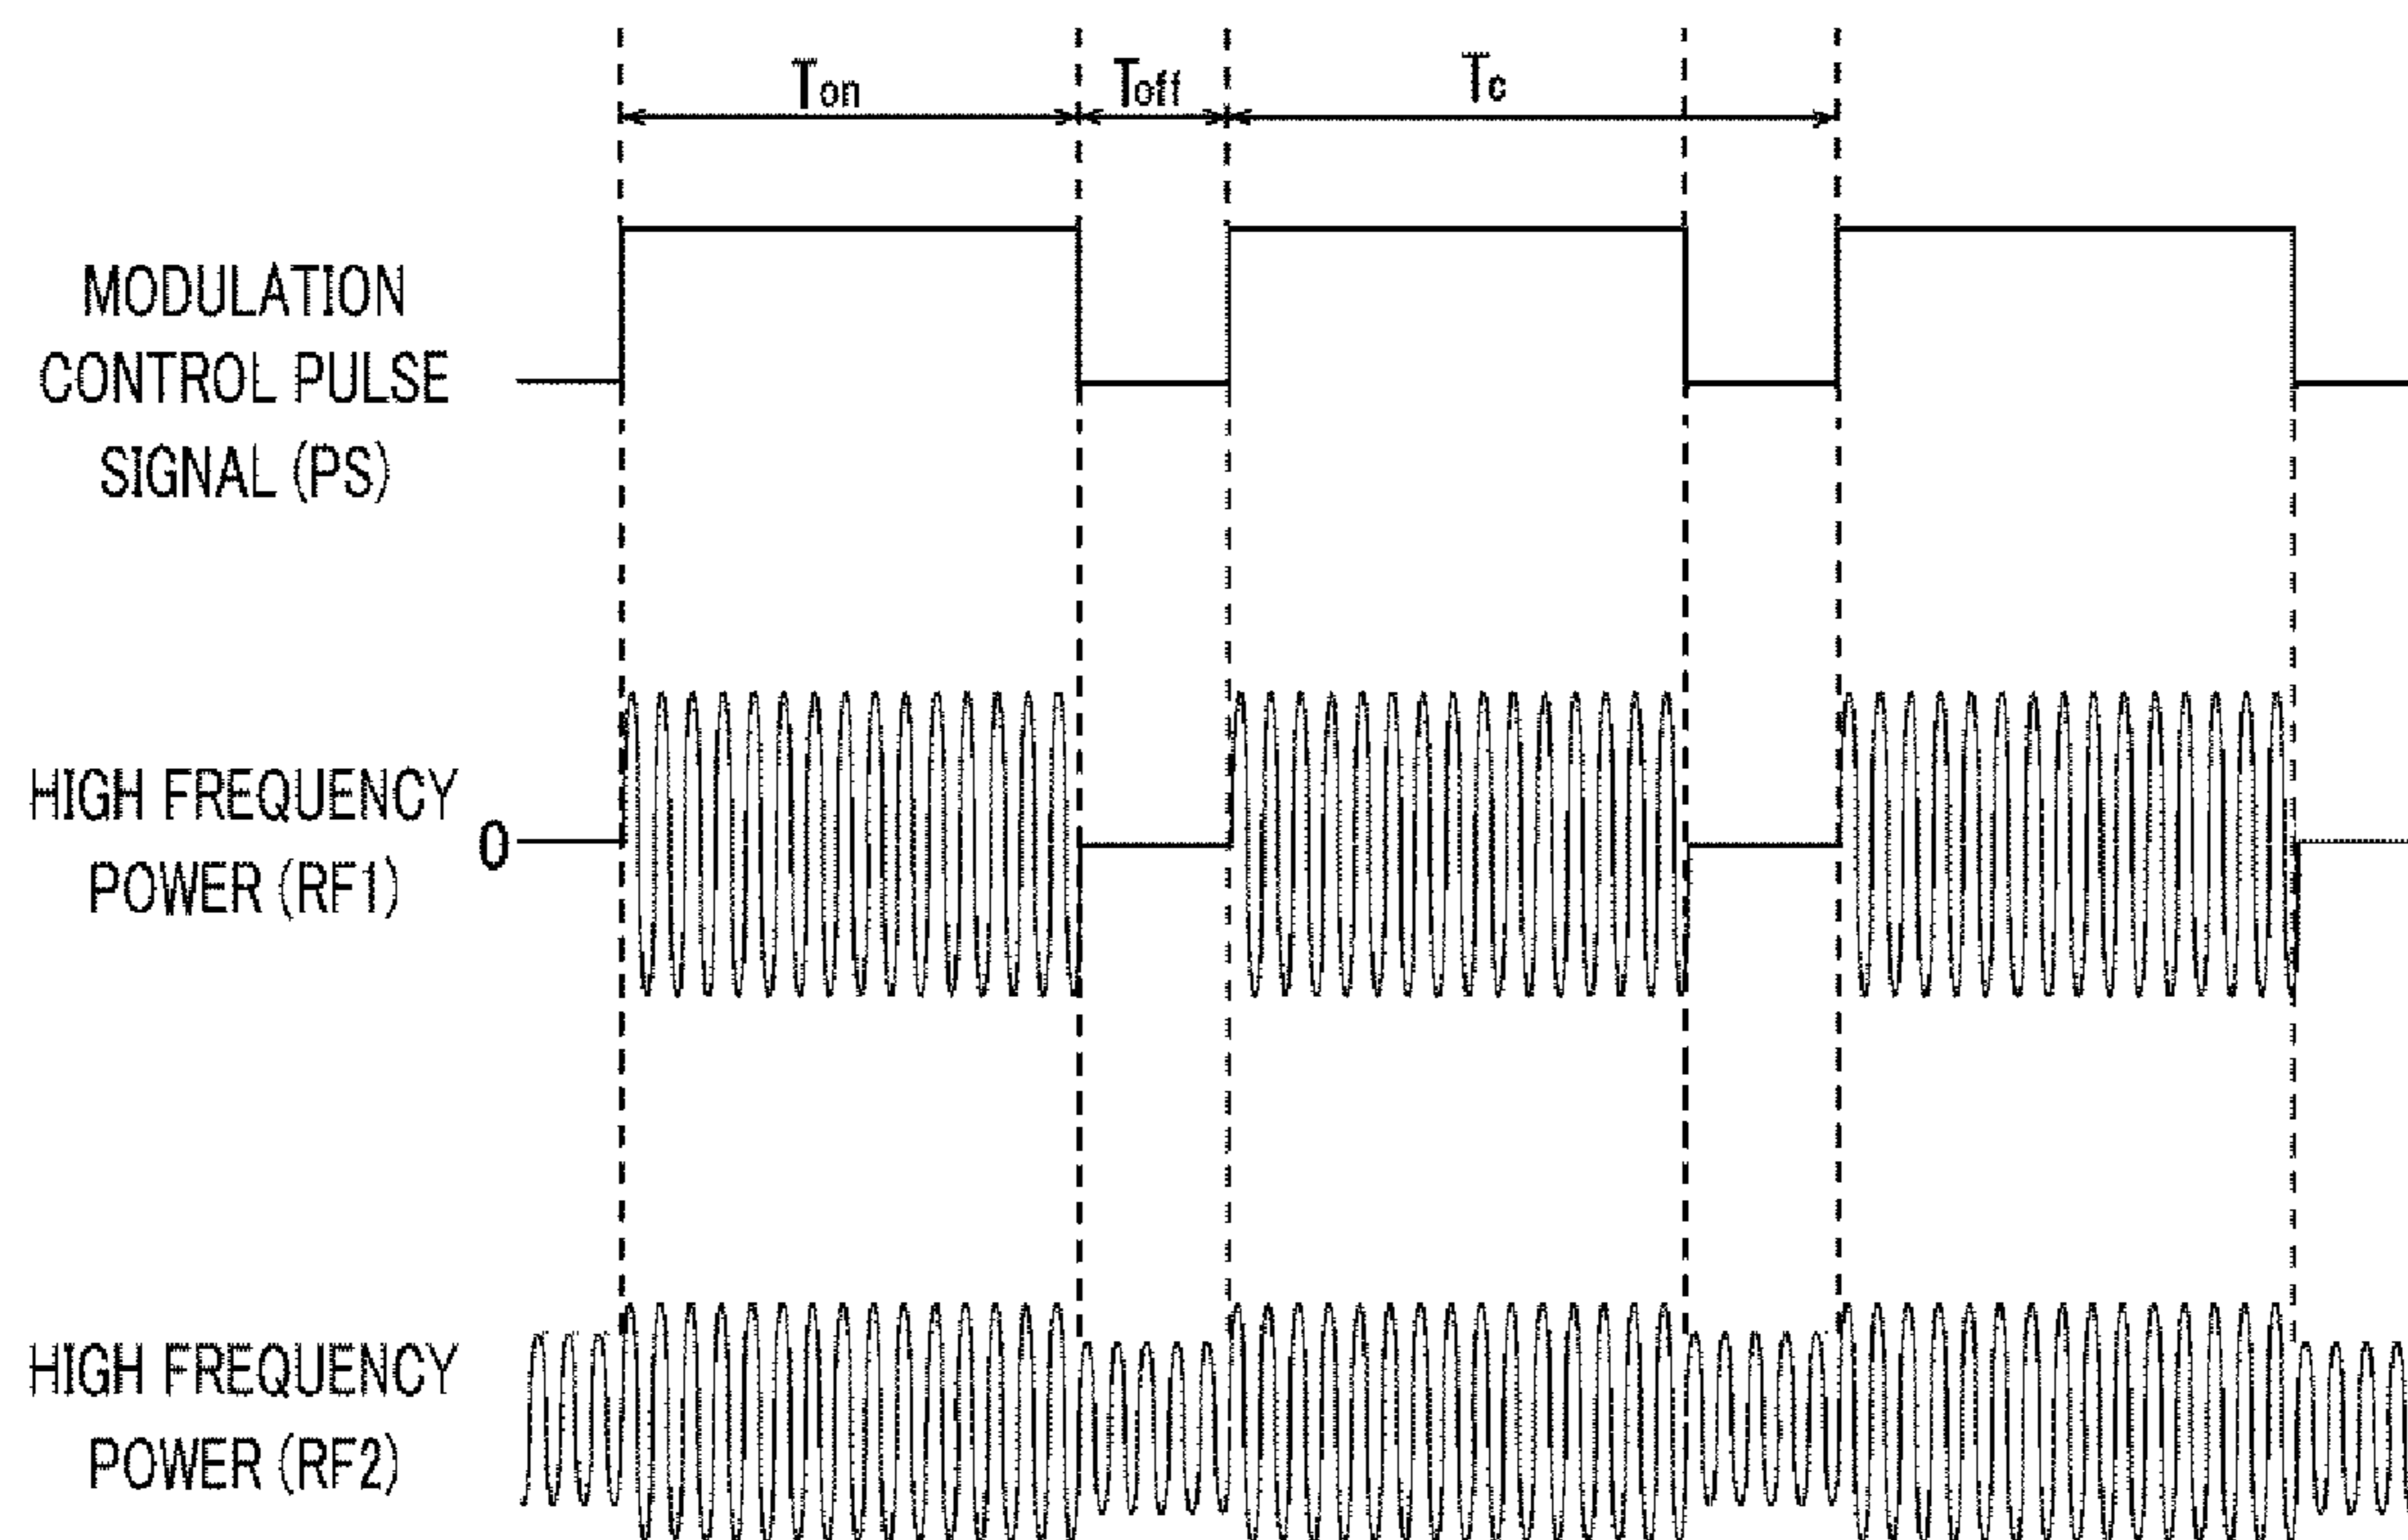 Ton
Toff
Tc
MODULATION
CONTROL PULSE
SIGNAL (PS)
HIGH FREQUENCY
POWER (RF1)
0
HIGH FREQUENCY
POWER (RF2)